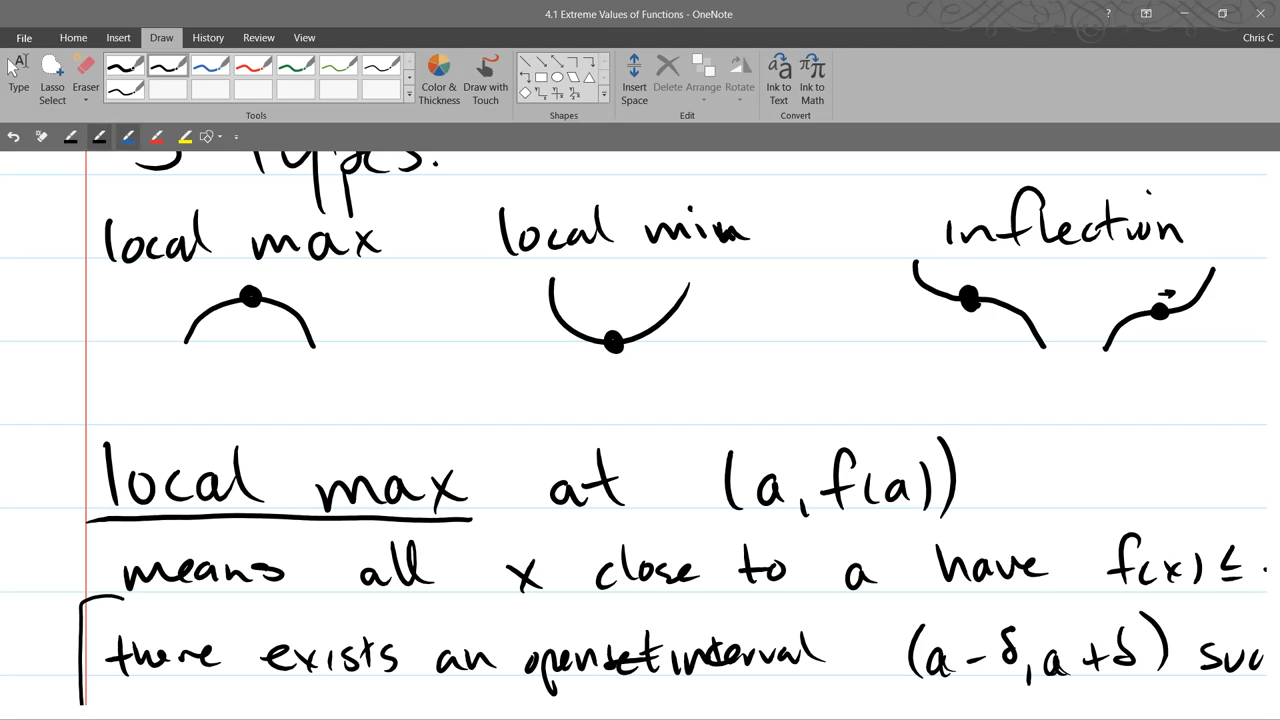 4.1 Extreme Values of Functions - OneNote
File Home Insert Draw History Review View
Chris C
Type
Lasso Select
Eraser
Color & Thickness
Draw with Touch
Insert Space
Delete
Arrange
Rotate
Ink to Text
Ink to Math
Tools
Shapes
Edit
Convert
3 Types.
local max local min inflection
local max at (a, f(a))
means all x close to a have f(x) ≤
there exists an open interval (a - δ, a + δ) suc